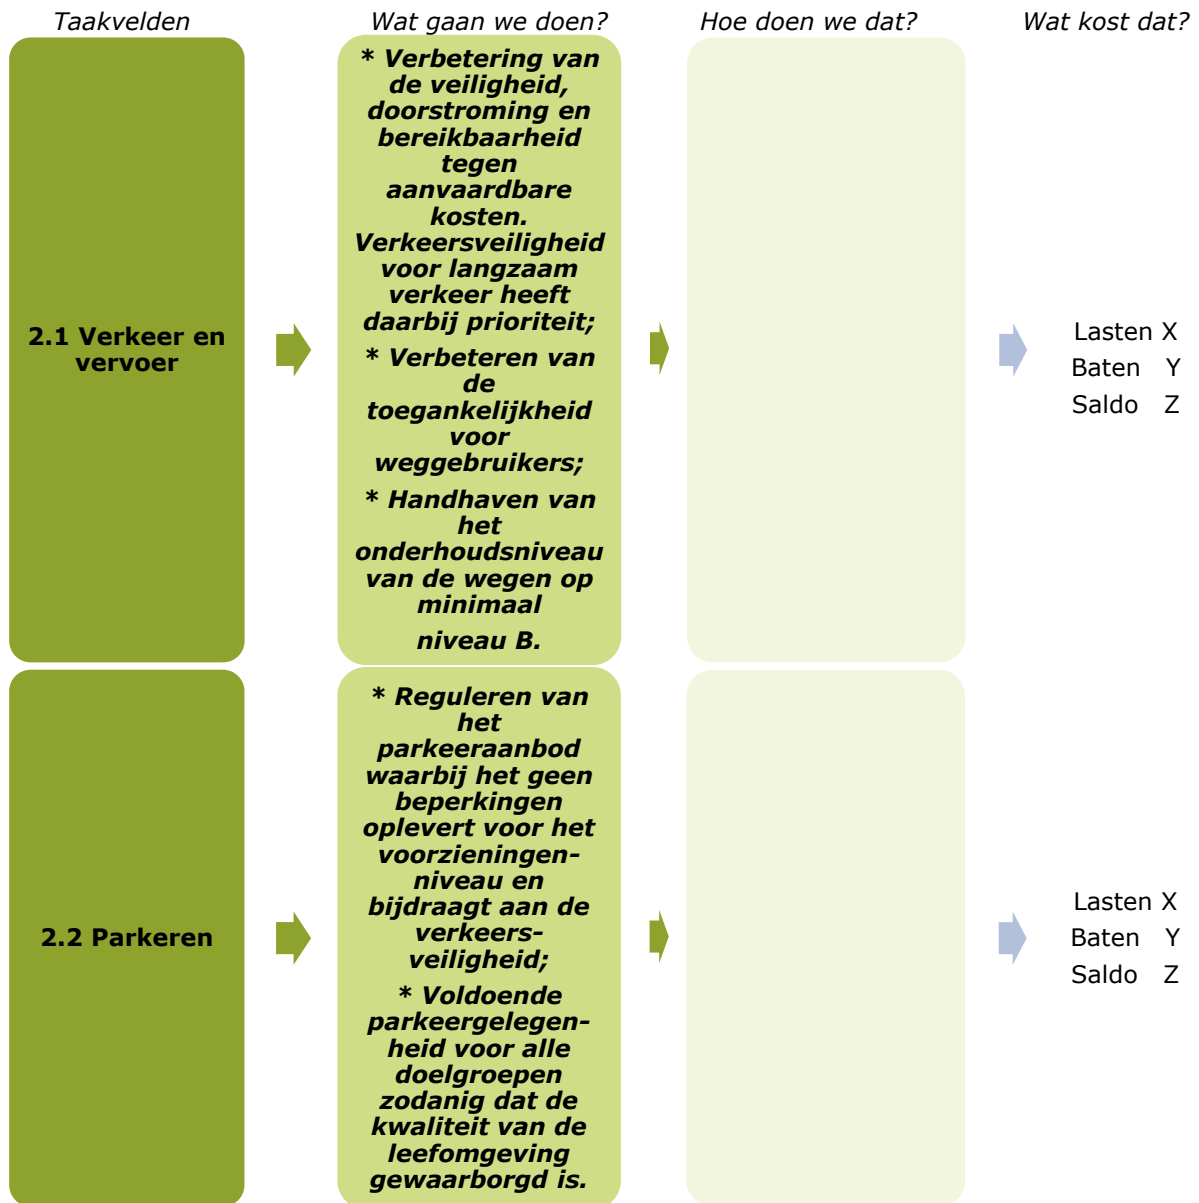 Taakvelden Wat gaan we doen? Hoe doen we dat? Wat kost dat?
2.1 Verkeer en
vervoer
* Verbetering van
de veiligheid,
doorstroming en
bereikbaarheid
tegen
aanvaardbare
kosten.
Verkeersveiligheid
voor langzaam
verkeer heeft
daarbij prioriteit;
* Verbeteren van
de
toegankelijkheid
voor
weggebruikers;
* Handhaven van
het
onderhoudsniveau
van de wegen op
minimaal
niveau B.
Lasten X
Baten Y
Saldo Z
2.2 Parkeren
* Reguleren van
het
parkeeraanbod
waarbij het geen
beperkingen
oplevert voor het
voorzieningen-
niveau en
bijdraagt aan de
verkeers-
veiligheid;
* Voldoende
parkeergelegen-
heid voor alle
doelgroepen
zodanig dat de
kwaliteit van de
leefomgeving
gewaarborgd is.
Lasten X
Baten Y
Saldo Z